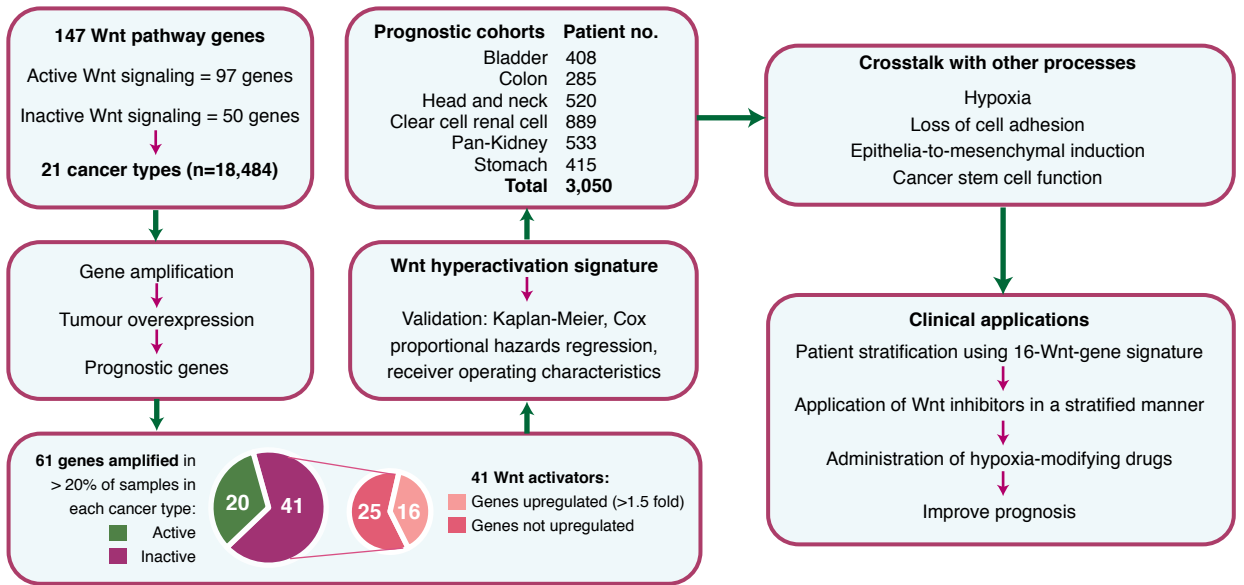 147 Wnt pathway genes
Active Wnt signaling = 97 genes
Inactive Wnt signaling = 50 genes
21 cancer types (n=18,484)
Gene amplification
Tumour overexpression
Prognostic genes
61 genes amplified in
> 20% of samples in
each cancer type:
Active
Inactive
20
41
25
16
41 Wnt activators:
Genes upregulated (>1.5 fold)
Genes not upregulated
Wnt hyperactivation signature
Validation: Kaplan-Meier, Cox
proportional hazards regression,
receiver operating characteristics
Prognostic cohorts Patient no.
Bladder 408
Colon 285
Head and neck 520
Clear cell renal cell 889
Pan-Kidney 533
Stomach 415
Total 3,050
Crosstalk with other processes
Hypoxia
Loss of cell adhesion
Epithelia-to-mesenchymal induction
Cancer stem cell function
Clinical applications
Patient stratification using 16-Wnt-gene signature
Application of Wnt inhibitors in a stratified manner
Administration of hypoxia-modifying drugs
Improve prognosis